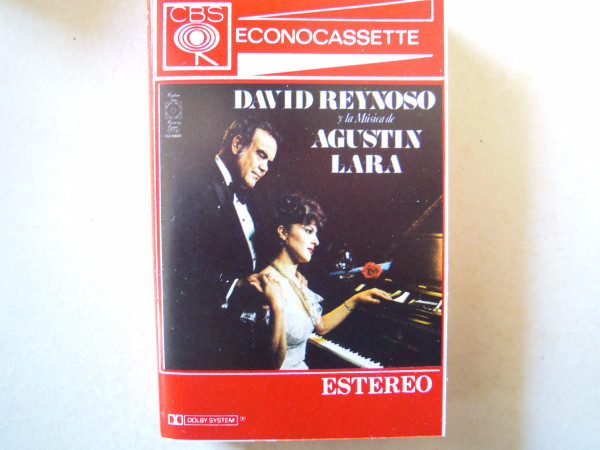 CBS
ECONOCASSETTE
DAVID REYNOSO
y la Música de
AGUSTIN
LARA
ESTEREO
DOLBY SYSTEM ®